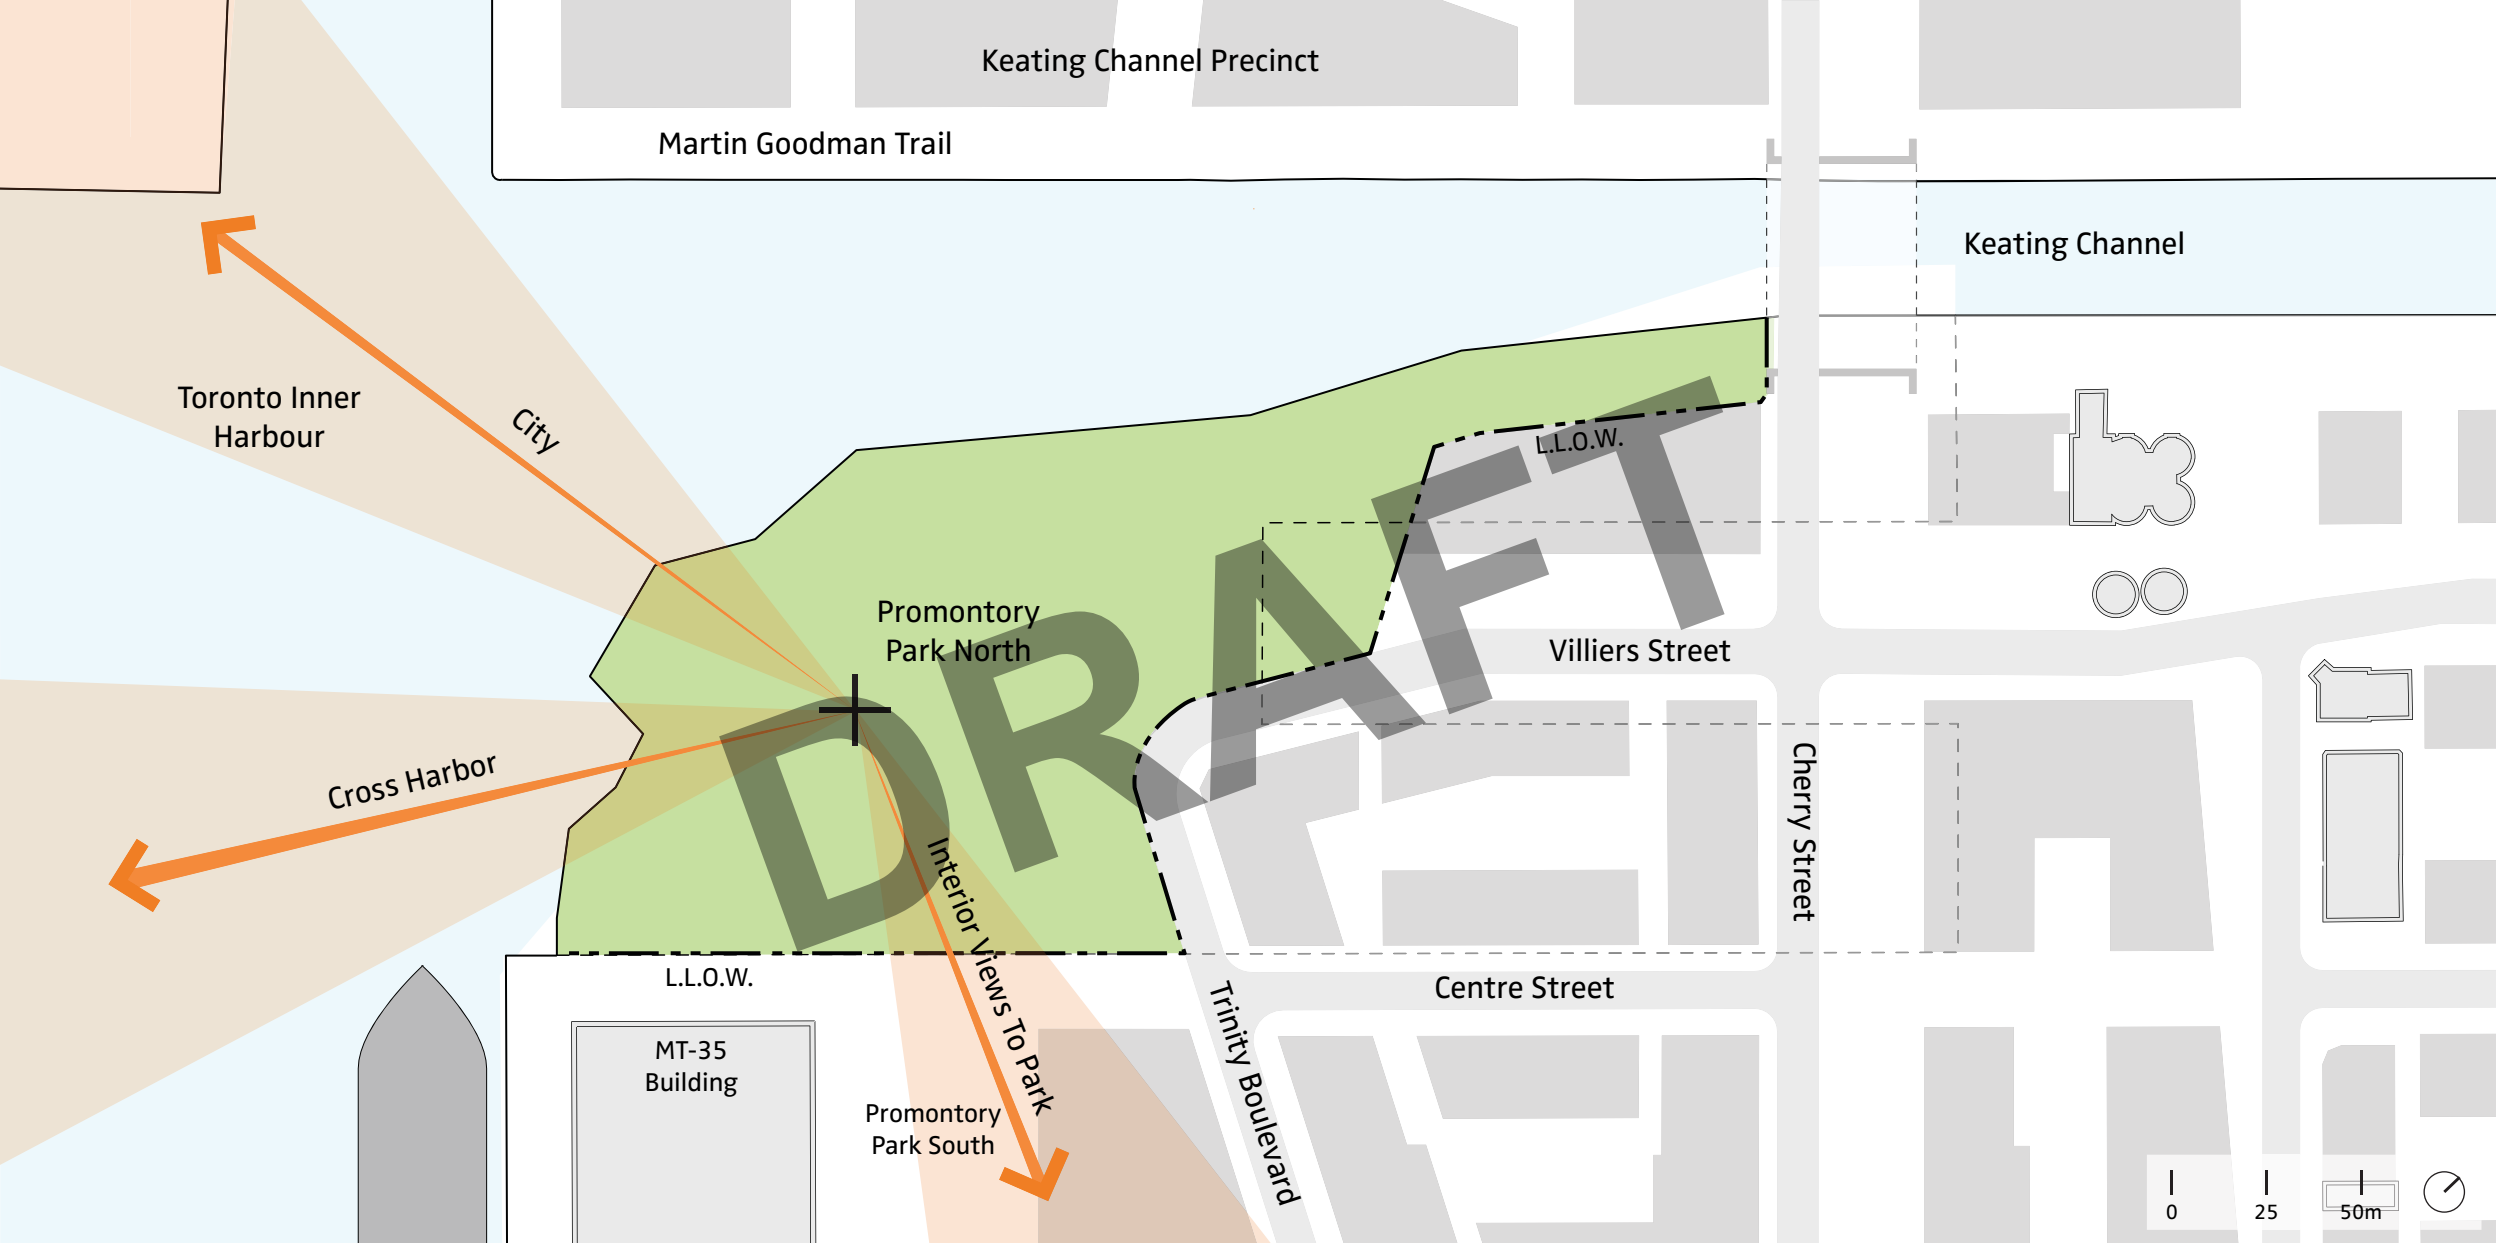 Keating Channel Precinct
Martin Goodman Trail
Keating Channel
Toronto Inner
Harbour
City
L.L.O.W.
Promontory
Park North
DRAFT
Villiers Street
Cross Harbor
Cherry Street
Interior Views To Park
L.L.O.W.
Centre Street
Trinity Boulevard
MT-35
Building
Promontory
Park South
0 25 50m